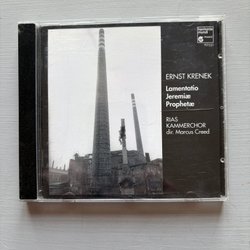 ERNST KRENEK
Lamentatio
Jeremiæ
Prophetæ
RIAS
KAMMERCHOR
dir. Marcus Creed